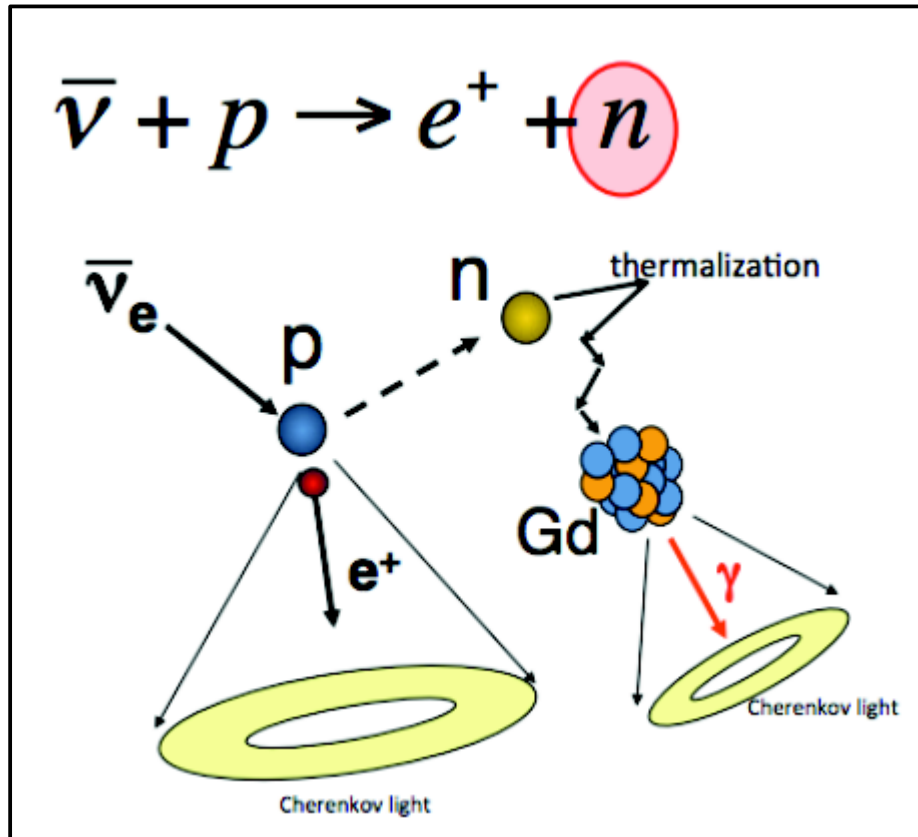 ν̅ + p → e⁺ + n
ν̅e
p
n
thermalization
Gd
e⁺
γ
Cherenkov light
Cherenkov light